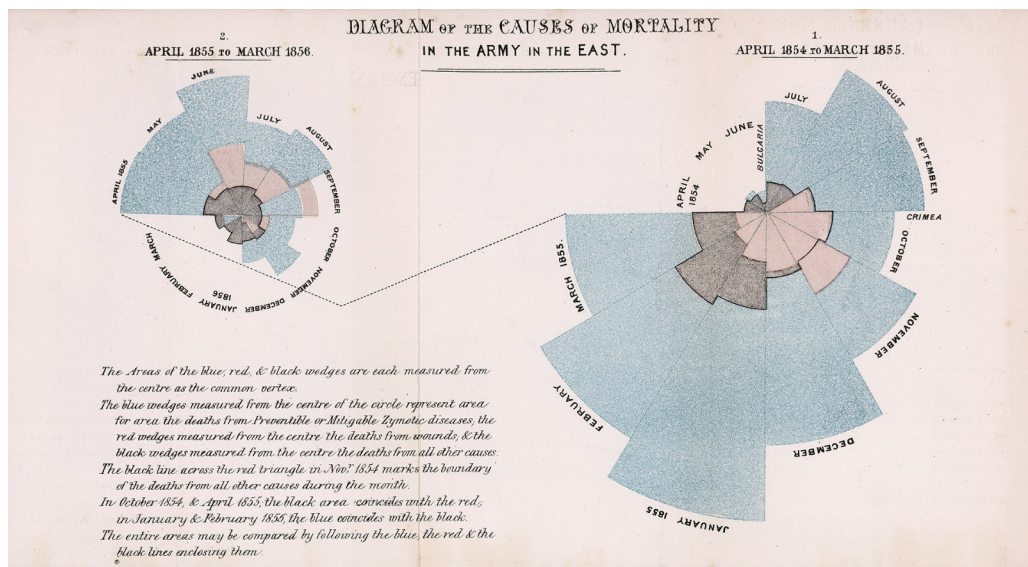 DIAGRAM OF THE CAUSES OF MORTALITY
IN THE ARMY IN THE EAST.
2.
APRIL 1855 TO MARCH 1856.
1.
APRIL 1854 TO MARCH 1855.
APRIL 1855
MAY
JUNE
JULY
AUGUST
SEPTEMBER
OCTOBER
NOVEMBER
DECEMBER
JANUARY
1856
FEBRUARY
MARCH
APRIL
1854
MAY
JUNE
BULGARIA
JULY
AUGUST
SEPTEMBER
CRIMEA
OCTOBER
NOVEMBER
DECEMBER
JANUARY 1855
FEBRUARY
MARCH 1855.
The Areas of the blue, red, & black wedges are each measured from
the centre as the common vertex.
The blue wedges measured from the centre of the circle represent area
for area the deaths from Preventible or Mitigable Zymotic diseases; the
red wedges measured from the centre the deaths from wounds; & the
black wedges measured from the centre the deaths from all other causes.
The black line across the red triangle in Novr. 1854 marks the boundary
of the deaths from all other causes during the month.
In October 1854, & April 1855, the black area coincides with the red;
in January & February 1856, the blue coincides with the black.
The entire areas may be compared by following the blue, the red & the
black lines enclosing them.